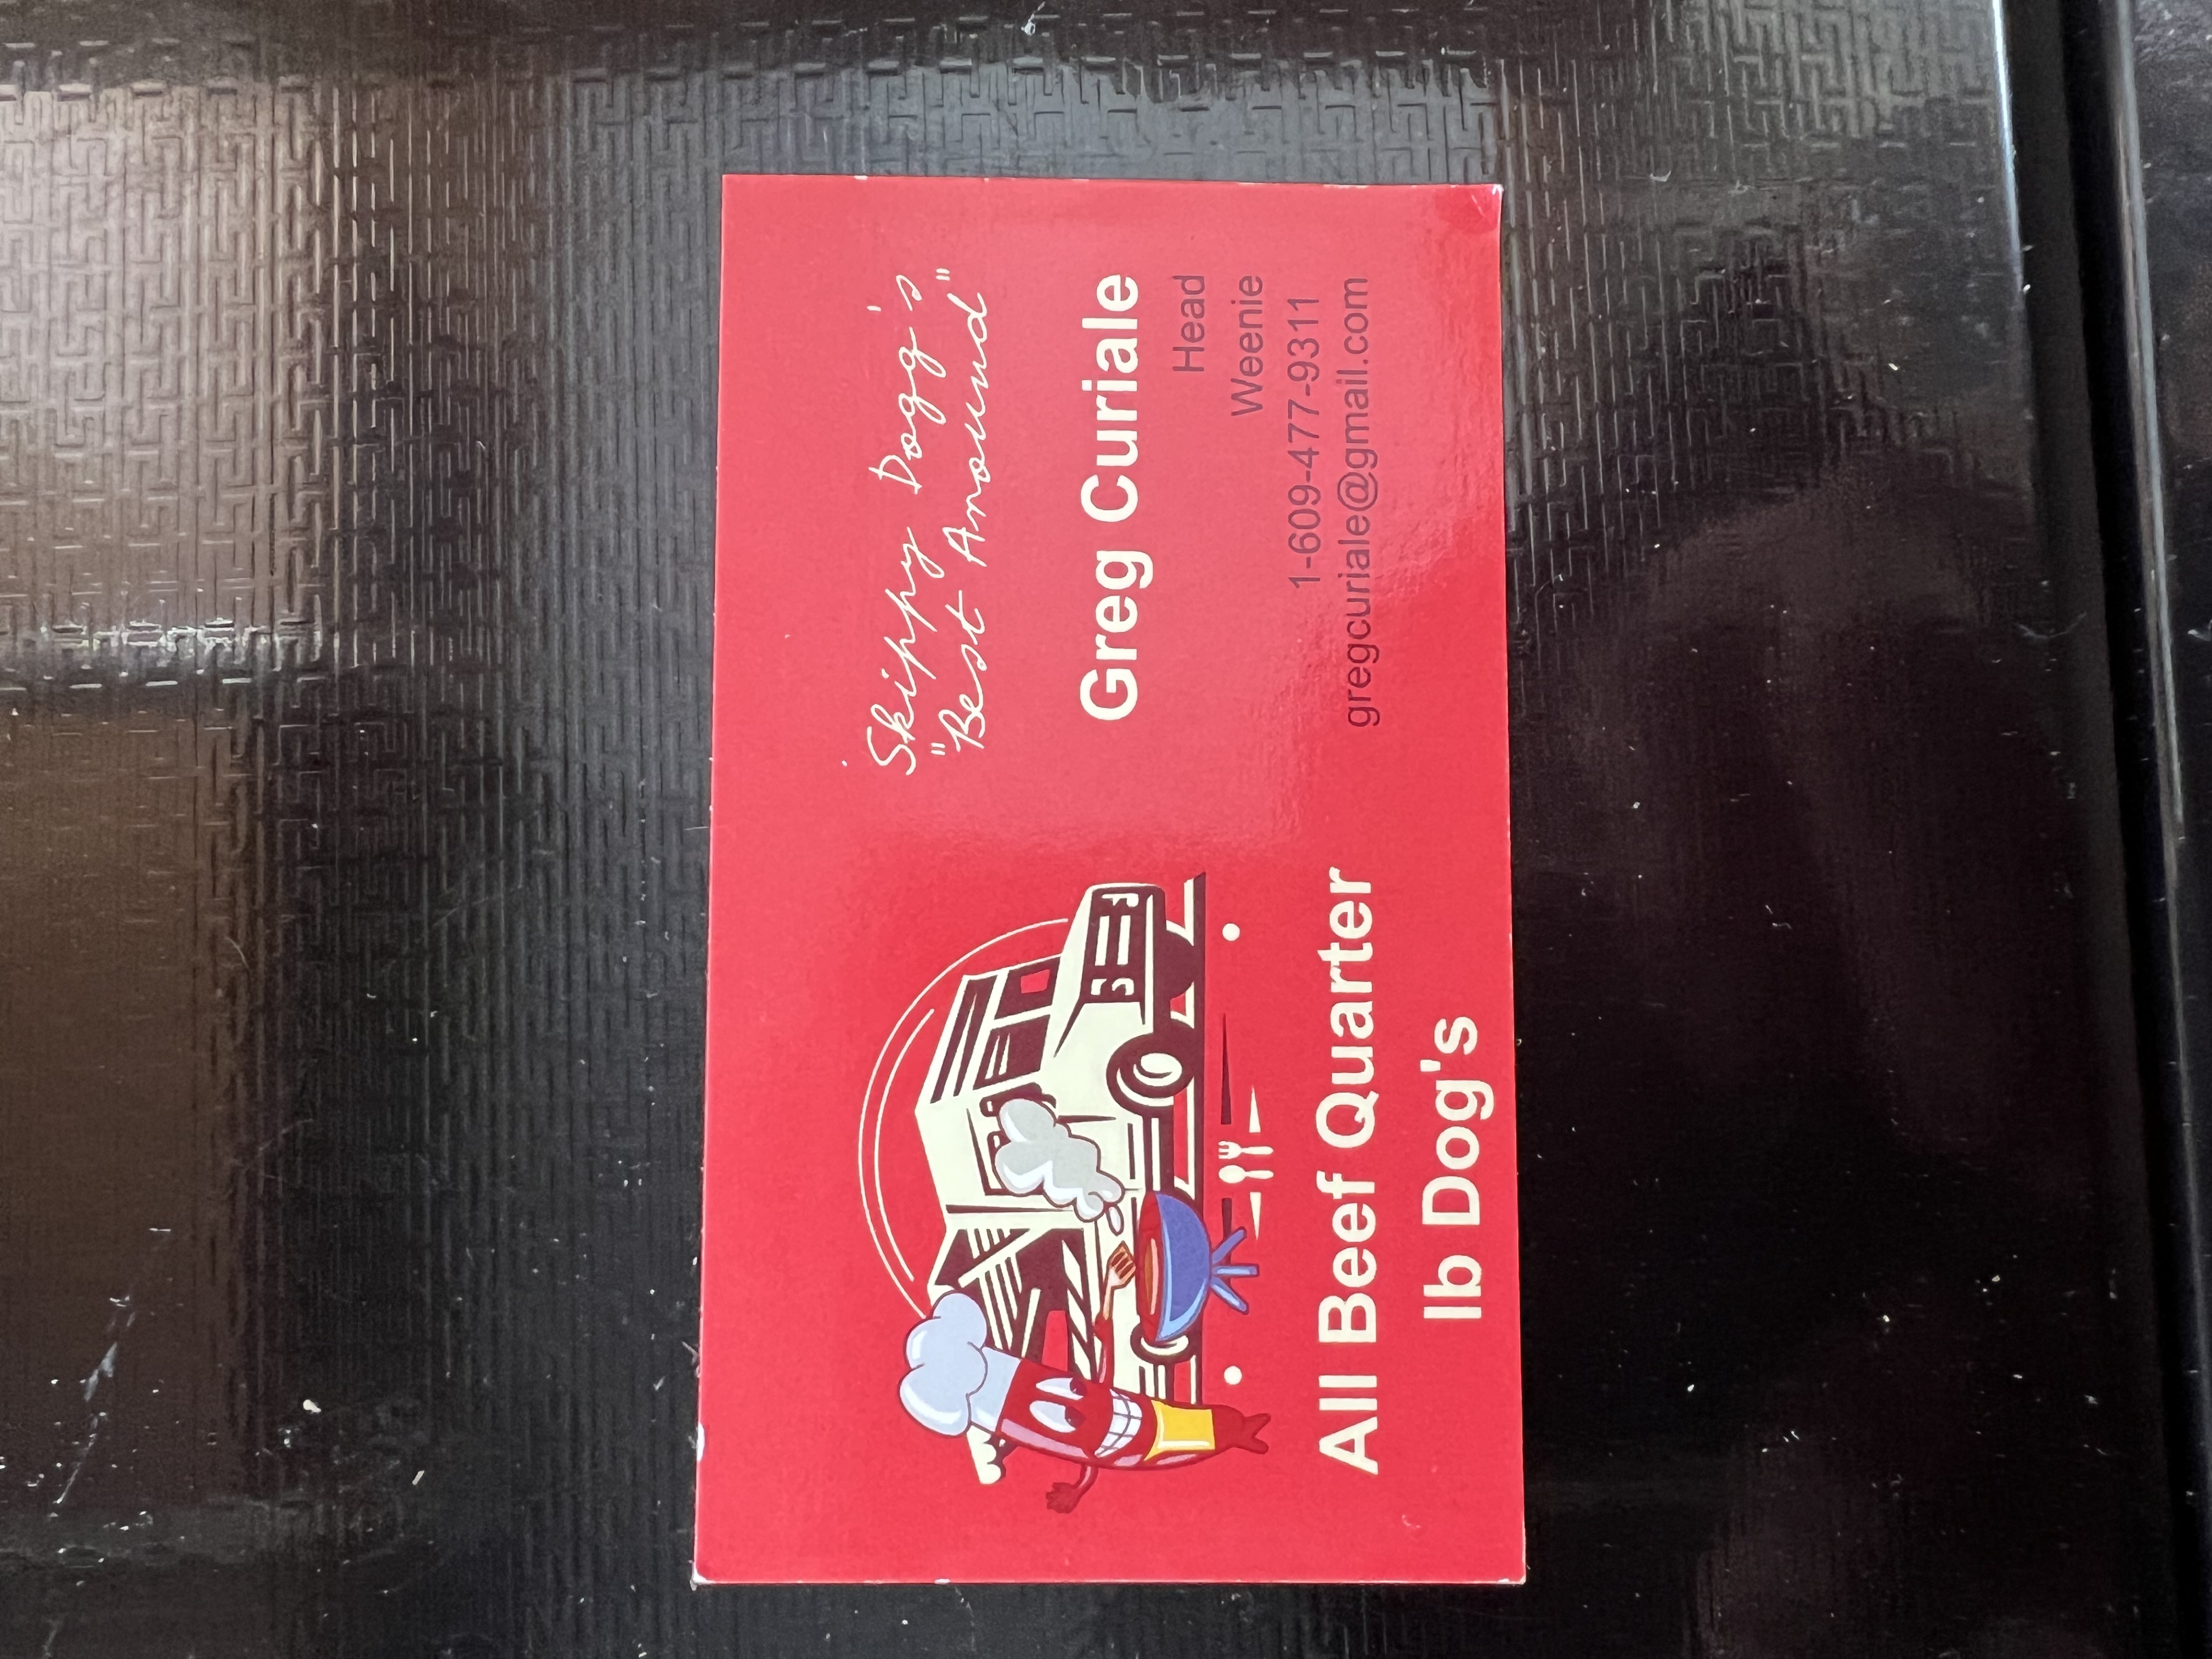 Skippy Dogg's
"Best Around"
Greg Curiale
Head
Weenie
1-609-477-9311
gregcuriale@gmail.com
All Beef Quarter
lb Dog's